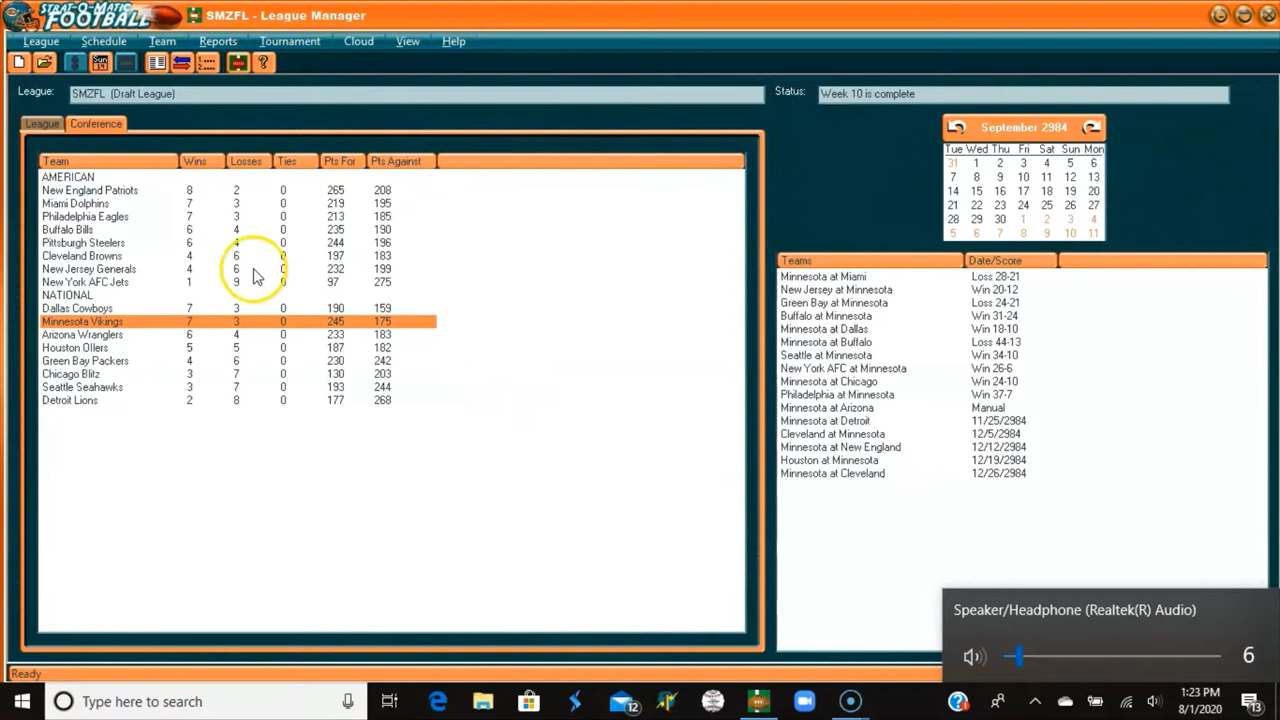 STRAT-O-MATIC FOOTBALL
SMZFL - League Manager
League Schedule Team Reports Tournament Cloud View Help
League: SMZFL (Draft League) Status: Week 10 is complete
League Conference
Team Wins Losses Ties Pts For Pts Against
AMERICAN
New England Patriots 8 2 0 265 208
Miami Dolphins 7 3 0 219 195
Philadelphia Eagles 7 3 0 213 185
Buffalo Bills 6 4 0 235 190
Pittsburgh Steelers 6 4 0 244 196
Cleveland Browns 4 6 0 197 183
New Jersey Generals 4 6 0 232 199
New York AFC Jets 1 9 0 97 275
NATIONAL
Dallas Cowboys 7 3 0 190 159
Minnesota Vikings 7 3 0 245 175
Arizona Wranglers 6 4 0 233 183
Houston Oilers 5 5 0 187 182
Green Bay Packers 4 6 0 230 242
Chicago Blitz 3 7 0 130 203
Seattle Seahawks 3 7 0 193 244
Detroit Lions 2 8 0 177 268
September 2984
Tue Wed Thu Fri Sat Sun Mon
31 1 2 3 4 5 6
7 8 9 10 11 12 13
14 15 16 17 18 19 20
21 22 23 24 25 26 27
28 29 30 1 2 3 4
5 6 7 8 9 10 11
Teams Date/Score
Minnesota at Miami Loss 28-21
New Jersey at Minnesota Win 20-12
Green Bay at Minnesota Loss 24-21
Buffalo at Minnesota Win 31-24
Minnesota at Dallas Win 18-10
Minnesota at Buffalo Loss 44-13
Seattle at Minnesota Win 34-10
New York AFC at Minnesota Win 26-6
Minnesota at Chicago Win 24-10
Philadelphia at Minnesota Win 37-7
Minnesota at Arizona Manual
Minnesota at Detroit 11/25/2984
Cleveland at Minnesota 12/5/2984
Minnesota at New England 12/12/2984
Houston at Minnesota 12/19/2984
Minnesota at Cleveland 12/26/2984
Speaker/Headphone (Realtek(R) Audio)
6
Ready
Type here to search
12
1:23 PM
8/1/2020
13